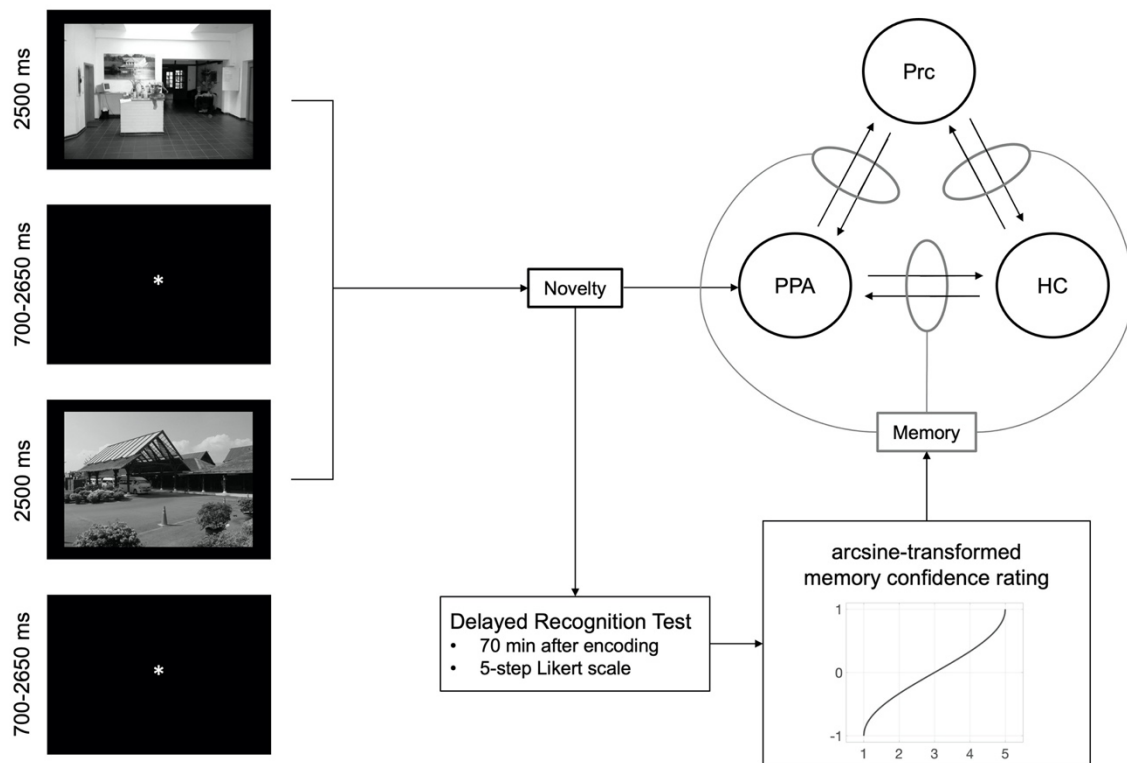 2500 ms
700-2650 ms
2500 ms
700-2650 ms
*
*
Novelty
Prc
PPA
HC
Memory
Delayed Recognition Test
• 70 min after encoding
• 5-step Likert scale
arcsine-transformed
memory confidence rating
1
0
-1
1 2 3 4 5